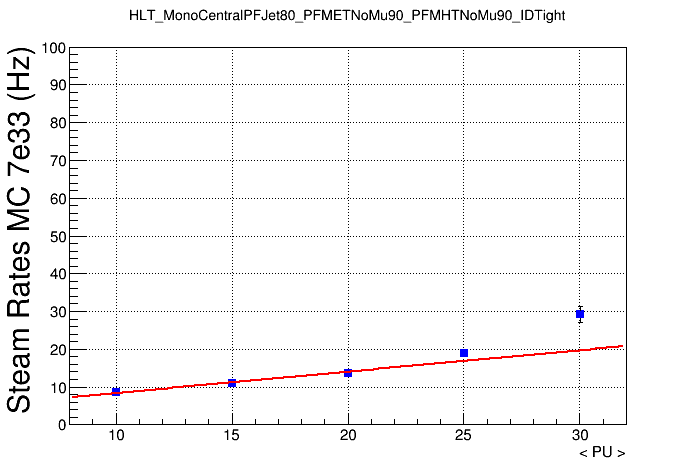 HLT_MonoCentralPFJet80_PFMETNoMu90_PFMHTNoMu90_IDTight
Steam Rates MC 7e33 (Hz)
100
90
80
70
60
50
40
30
20
10
0
10 15 20 25 30
< PU >